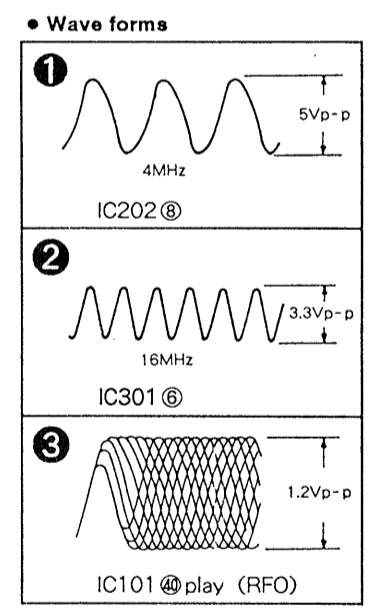 ● Wave forms
❶
5Vp-p
4MHz
IC202⑧
❷
3.3Vp-p
16MHz
IC301⑥
❸
1.2Vp-p
IC101㊵play (RFO)